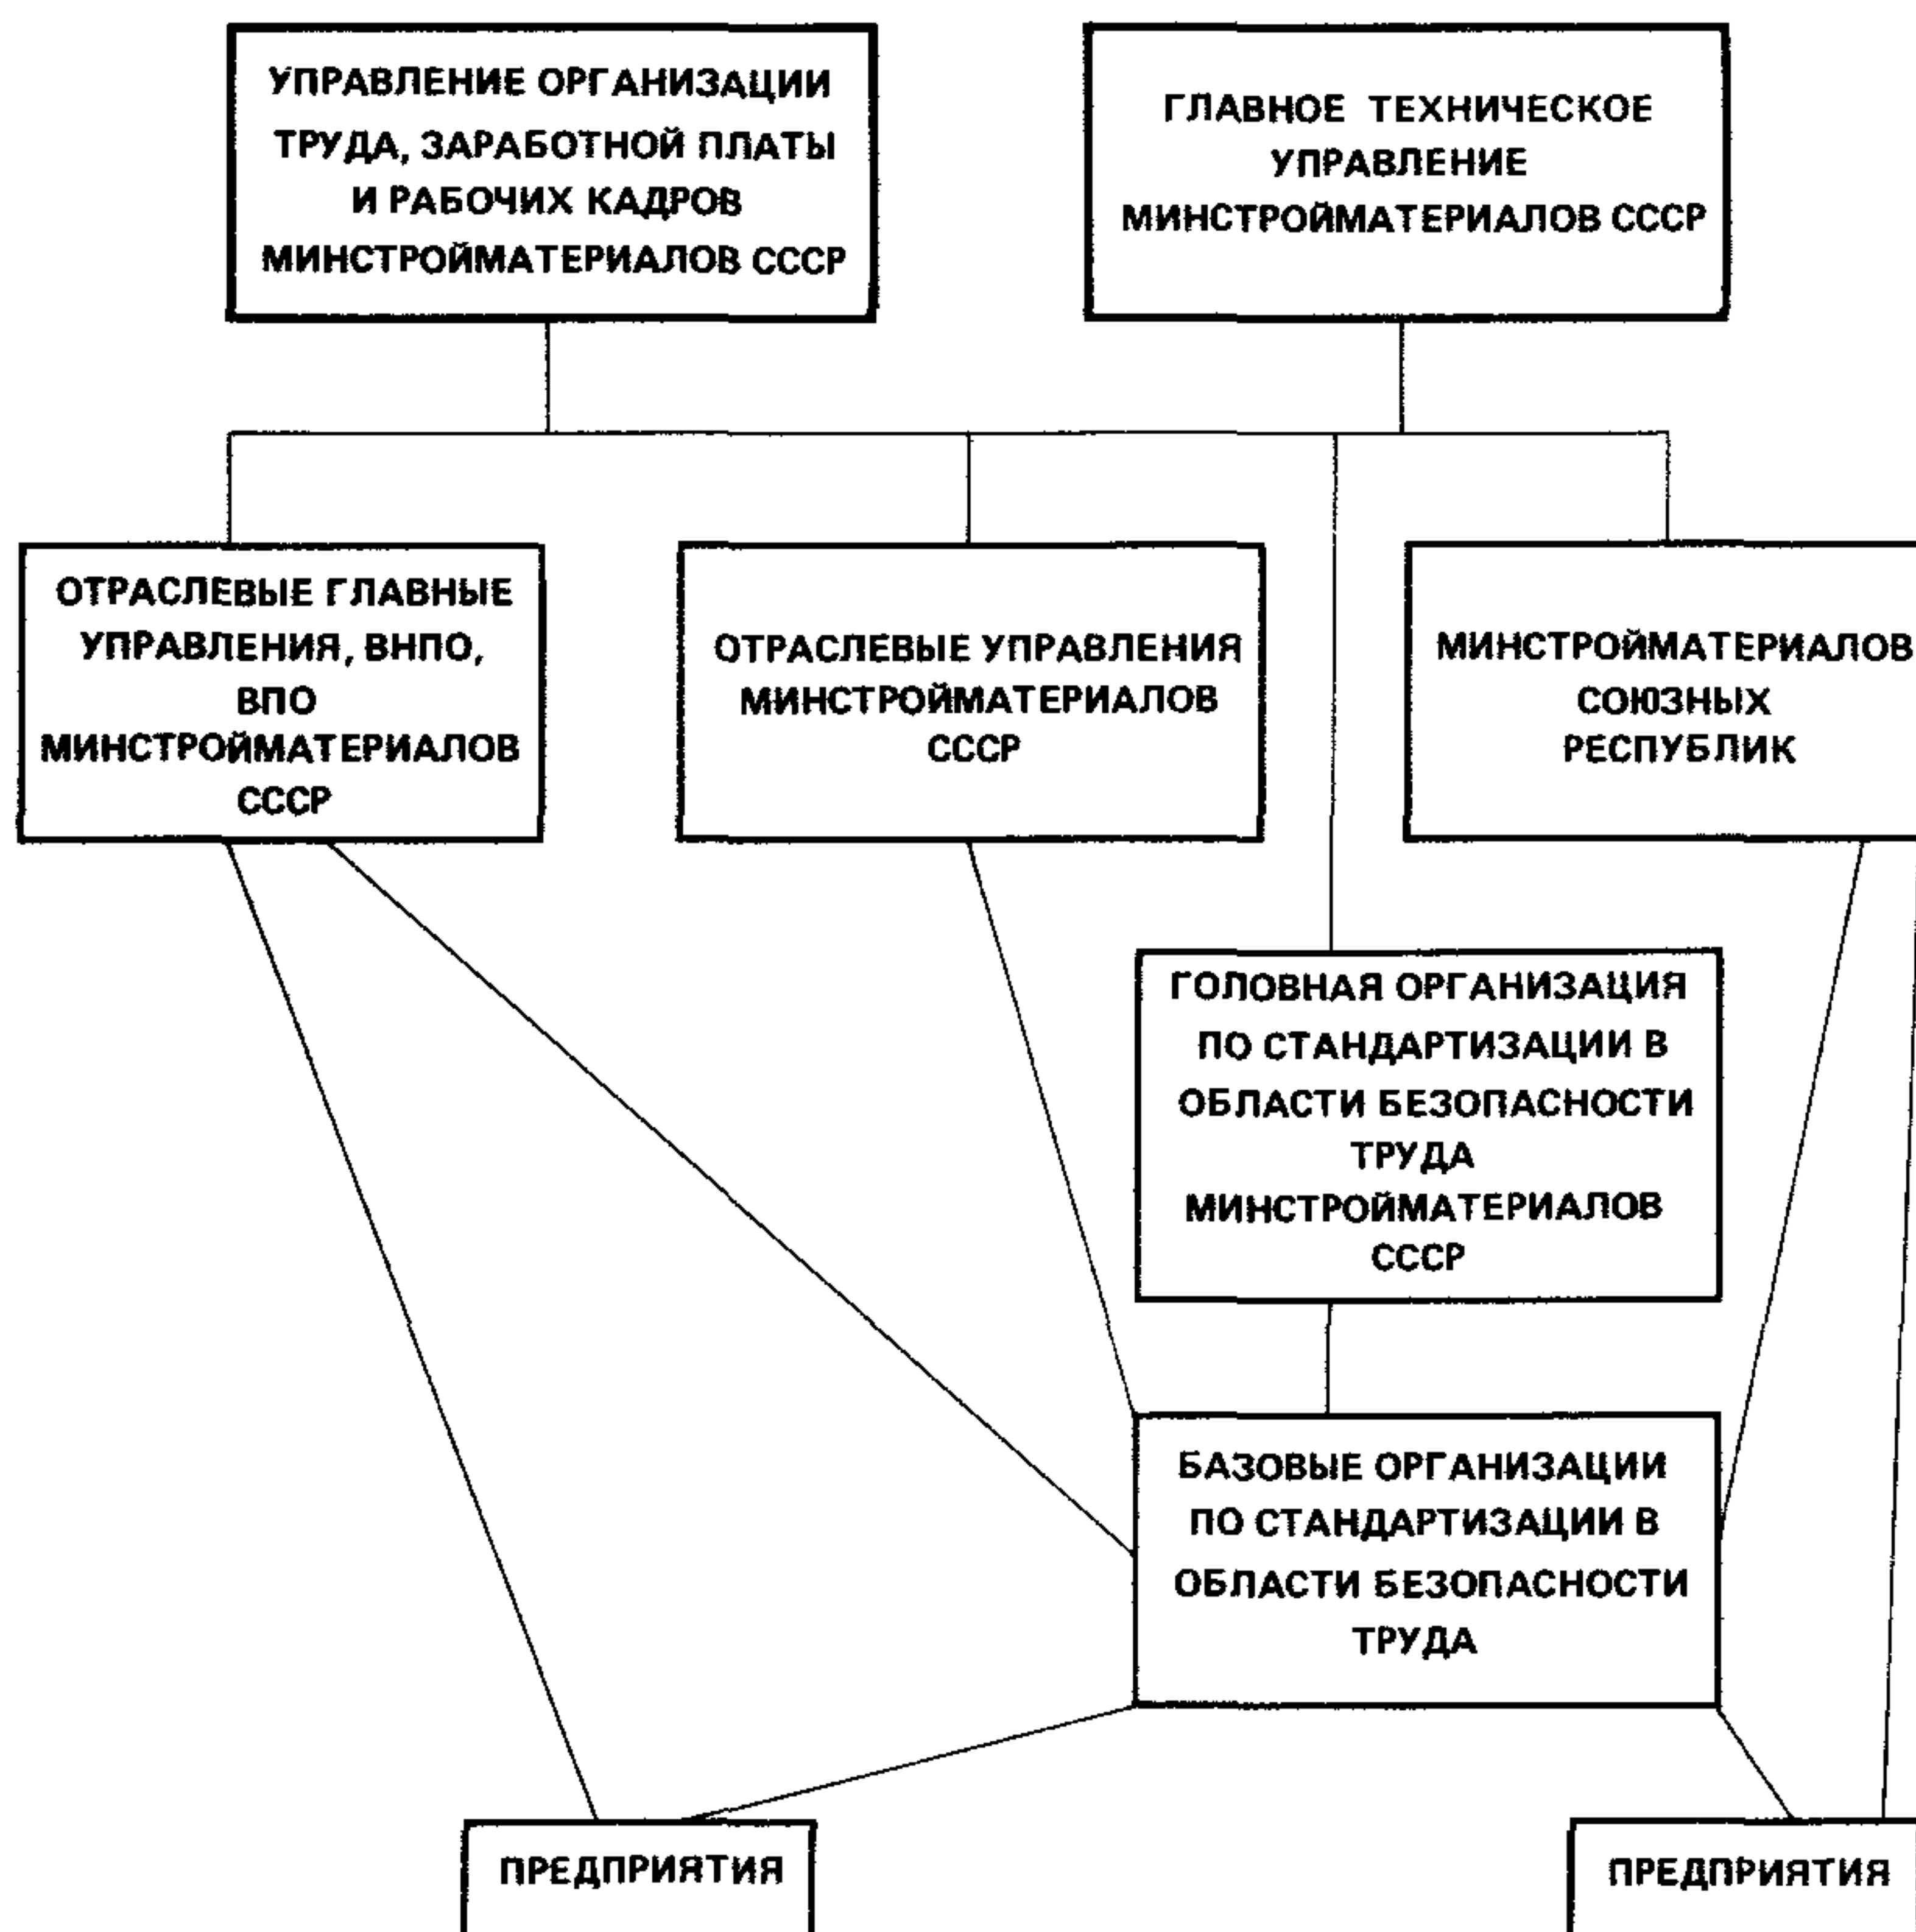 УПРАВЛЕНИЕ ОРГАНИЗАЦИИ
ТРУДА, ЗАРАБОТНОЙ ПЛАТЫ
И РАБОЧИХ КАДРОВ
МИНСТРОЙМАТЕРИАЛОВ СССР
ГЛАВНОЕ ТЕХНИЧЕСКОЕ
УПРАВЛЕНИЕ
МИНСТРОЙМАТЕРИАЛОВ СССР
ОТРАСЛЕВЫЕ ГЛАВНЫЕ
УПРАВЛЕНИЯ, ВНПО,
ВПО
МИНСТРОЙМАТЕРИАЛОВ
СССР
ОТРАСЛЕВЫЕ УПРАВЛЕНИЯ
МИНСТРОЙМАТЕРИАЛОВ
СССР
МИНСТРОЙМАТЕРИАЛОВ
СОЮЗНЫХ
РЕСПУБЛИК
ГОЛОВНАЯ ОРГАНИЗАЦИЯ
ПО СТАНДАРТИЗАЦИИ В
ОБЛАСТИ БЕЗОПАСНОСТИ
ТРУДА
МИНСТРОЙМАТЕРИАЛОВ
СССР
БАЗОВЫЕ ОРГАНИЗАЦИИ
ПО СТАНДАРТИЗАЦИИ В
ОБЛАСТИ БЕЗОПАСНОСТИ
ТРУДА
ПРЕДПРИЯТИЯ
ПРЕДПРИЯТИЯ